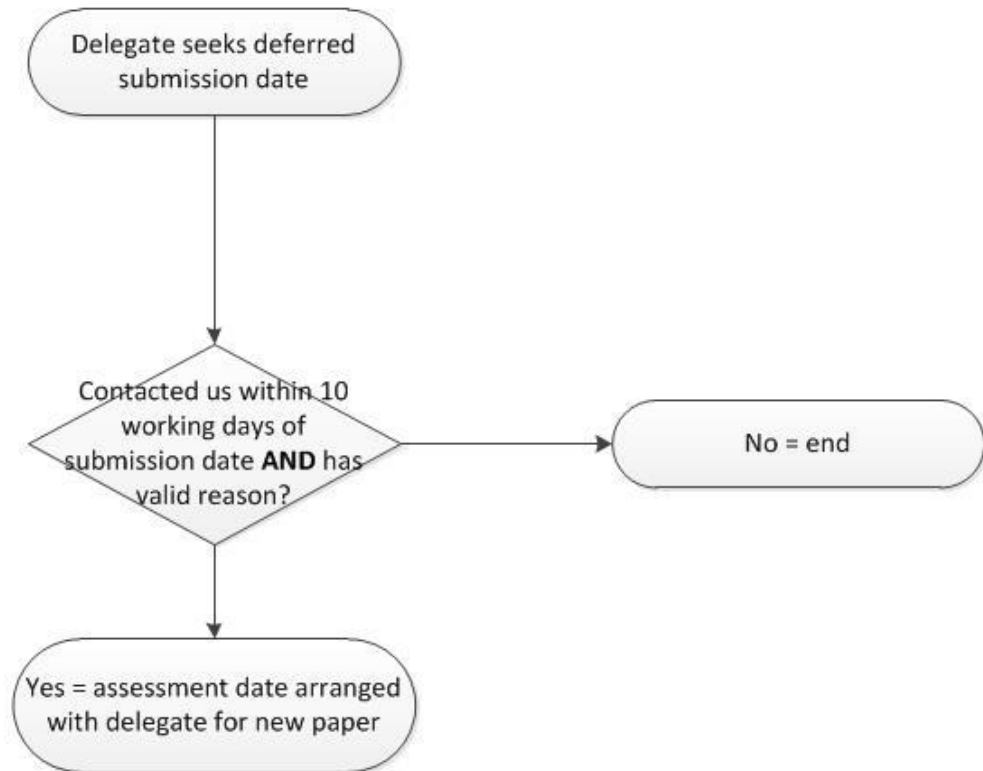 Delegate seeks deferred
submission date
Contacted us within 10
working days of
submission date AND has
valid reason?
No = end
Yes = assessment date arranged
with delegate for new paper